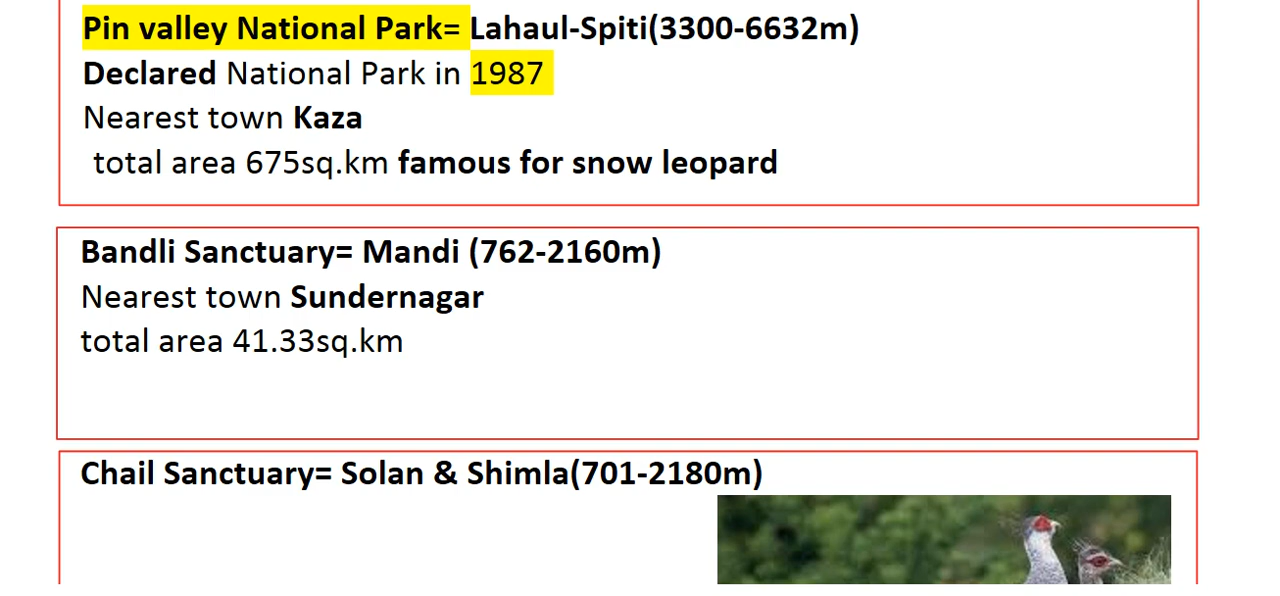 Pin valley National Park= Lahaul-Spiti(3300-6632m)
Declared National Park in 1987
Nearest town Kaza
total area 675sq.km famous for snow leopard
Bandli Sanctuary= Mandi (762-2160m)
Nearest town Sundernagar
total area 41.33sq.km
Chail Sanctuary= Solan & Shimla(701-2180m)